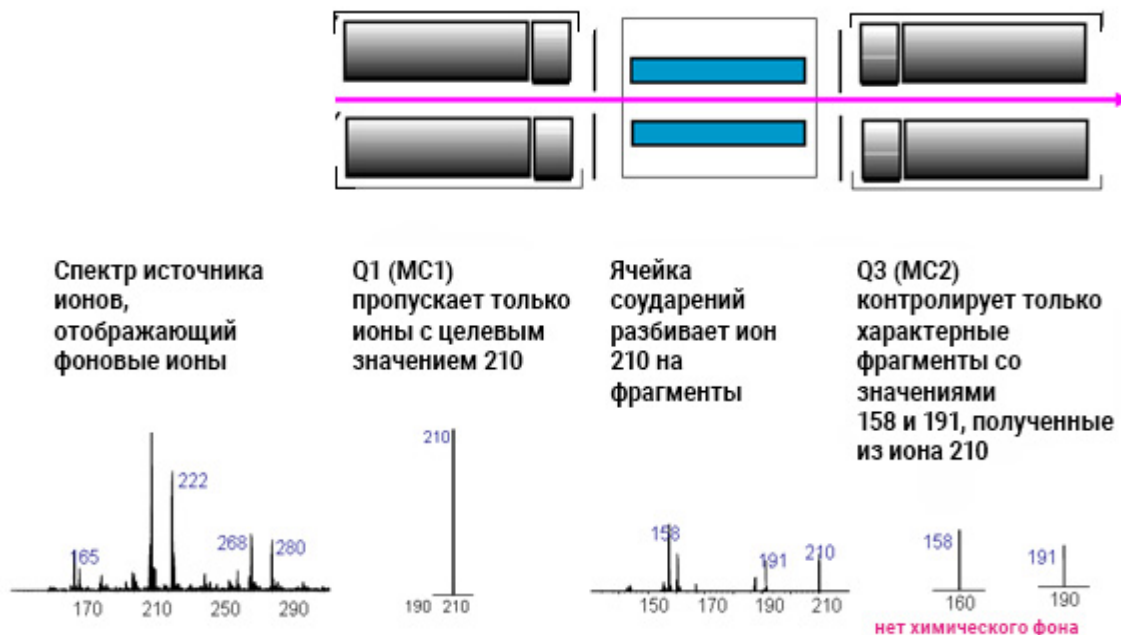 Спектр источника
ионов,
отображающий
фоновые ионы
Q1 (МС1)
пропускает только
ионы с целевым
значением 210
Ячейка
соударений
разбивает ион
210 на
фрагменты
Q3 (МС2)
контролирует только
характерные
фрагменты со
значениями
158 и 191, полученные
из иона 210
165
222
268
280
170 210 250 290
210
190 210
158
191
210
150 170 190 210
158
160
191
190
нет химического фона